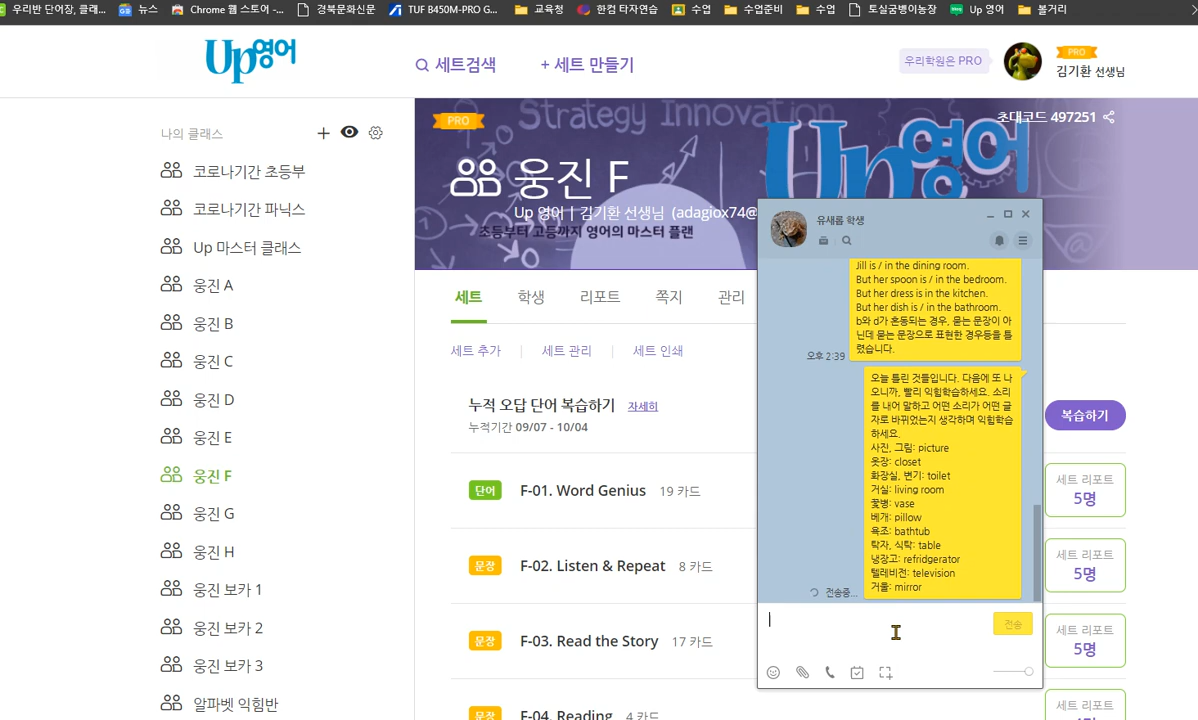 우리반 단어장, 클래...
뉴스
Chrome 웹 스토어 -...
경북문화신문
TUF B450M-PRO G...
교육청
한컴 타자연습
수업
수업준비
수업
토실굼벵이농장
Up 영어
볼거리
Up영어
세트검색
+ 세트 만들기
우리학원은 PRO
PRO
김기환 선생님
나의 클래스
코로나기간 초등부
코로나기간 파닉스
Up 마스터 클래스
웅진 A
웅진 B
웅진 C
웅진 D
웅진 E
웅진 F
웅진 G
웅진 H
웅진 보카 1
웅진 보카 2
웅진 보카 3
알파벳 익힘반
PRO
Strategy Innovation
초대코드 497251
Up영어
웅진 F
Up 영어 | 김기환 선생님 (adagiox74@
초등부터 고등까지 영어의 마스터 플랜
세트
학생
리포트
쪽지
관리
세트 추가
세트 관리
세트 인쇄
누적 오답 단어 복습하기 자세히
누적기간 09/07 - 10/04
복습하기
단어 F-01. Word Genius 19 카드
세트 리포트
5명
문장 F-02. Listen & Repeat 8 카드
세트 리포트
5명
문장 F-03. Read the Story 17 카드
세트 리포트
5명
문장 F-04. Reading 4 카드
세트 리포트
유새롬 학생
Jill is / in the dining room.
But her spoon is / in the bedroom.
But her dress is in the kitchen.
But her dish is / in the bathroom.
b와 d가 혼동되는 경우, 묻는 문장이 아
닌데 묻는 문장으로 표현한 경우등을 틀
렸습니다.
오후 2:39
오늘 틀린 것들입니다. 다음에 또 나
오니까, 빨리 익힘학습하세요. 소리
를 내어 말하고 어떤 소리가 어떤 글
자로 바뀌었는지 생각하며 익힘학습
하세요.
사진, 그림: picture
옷장: closet
화장실, 변기: toilet
거실: living room
꽃병: vase
베개: pillow
욕조: bathtub
탁자, 식탁: table
냉장고: refridgerator
텔레비전: television
거울: mirror
전송중...
전송